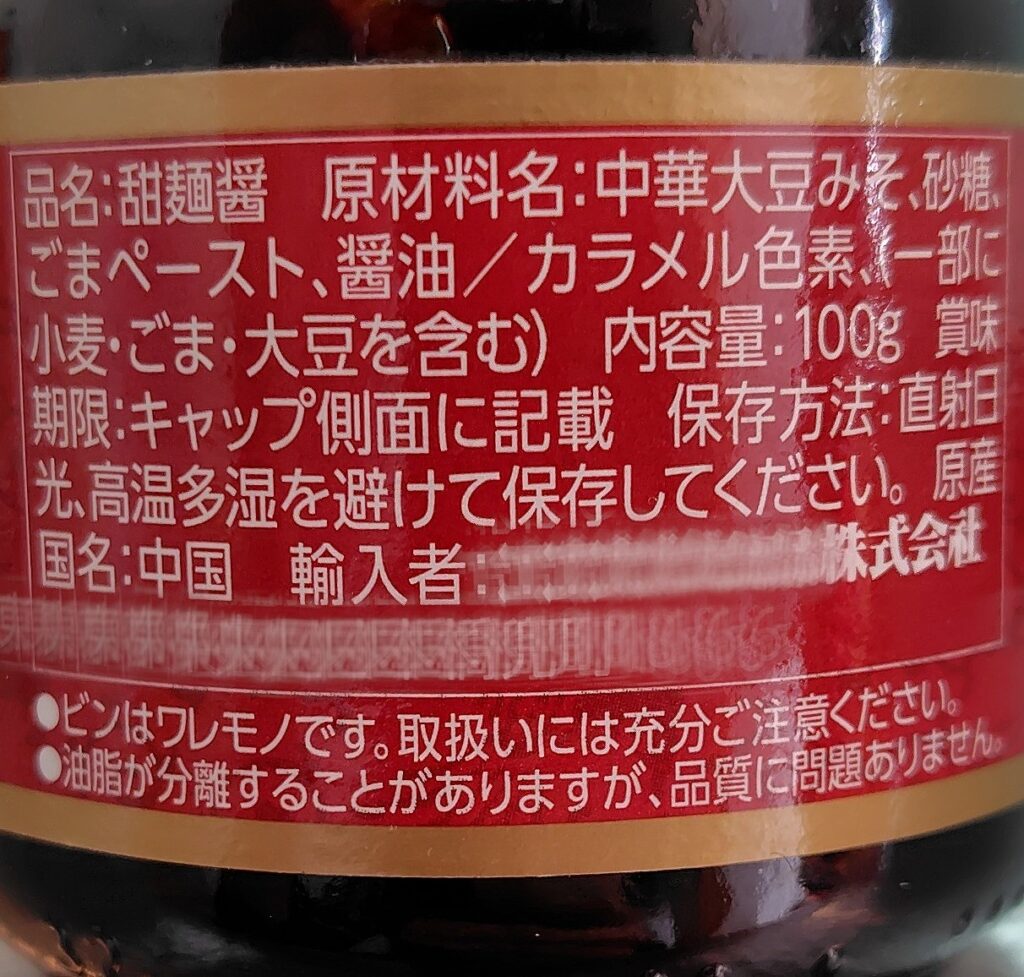 品名:甜麺醤　原材料名:中華大豆みそ、砂糖、
ごまペースト、醤油／カラメル色素、(一部に
小麦・ごま・大豆を含む)　内容量:100g　賞味
期限:キャップ側面に記載　保存方法:直射日
光、高温多湿を避けて保存してください。原産
国名:中国　輸入者:株式会社
●ビンはワレモノです。取扱いには充分ご注意ください。
●油脂が分離することがありますが、品質に問題ありません。